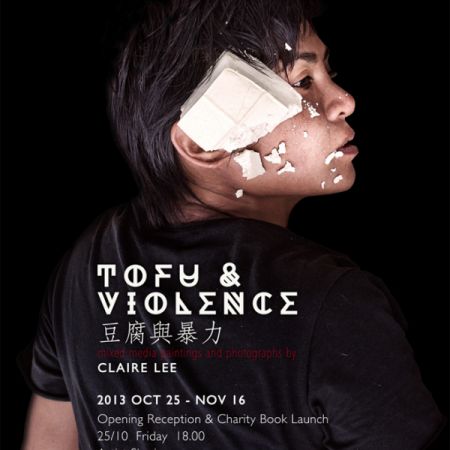 TOFU &
VIOLENCE
豆腐與暴力
mixed media paintings and photographs by
CLAIRE LEE
2013 OCT 25 - NOV 16
Opening Reception & Charity Book Launch
25/10 Friday 18.00